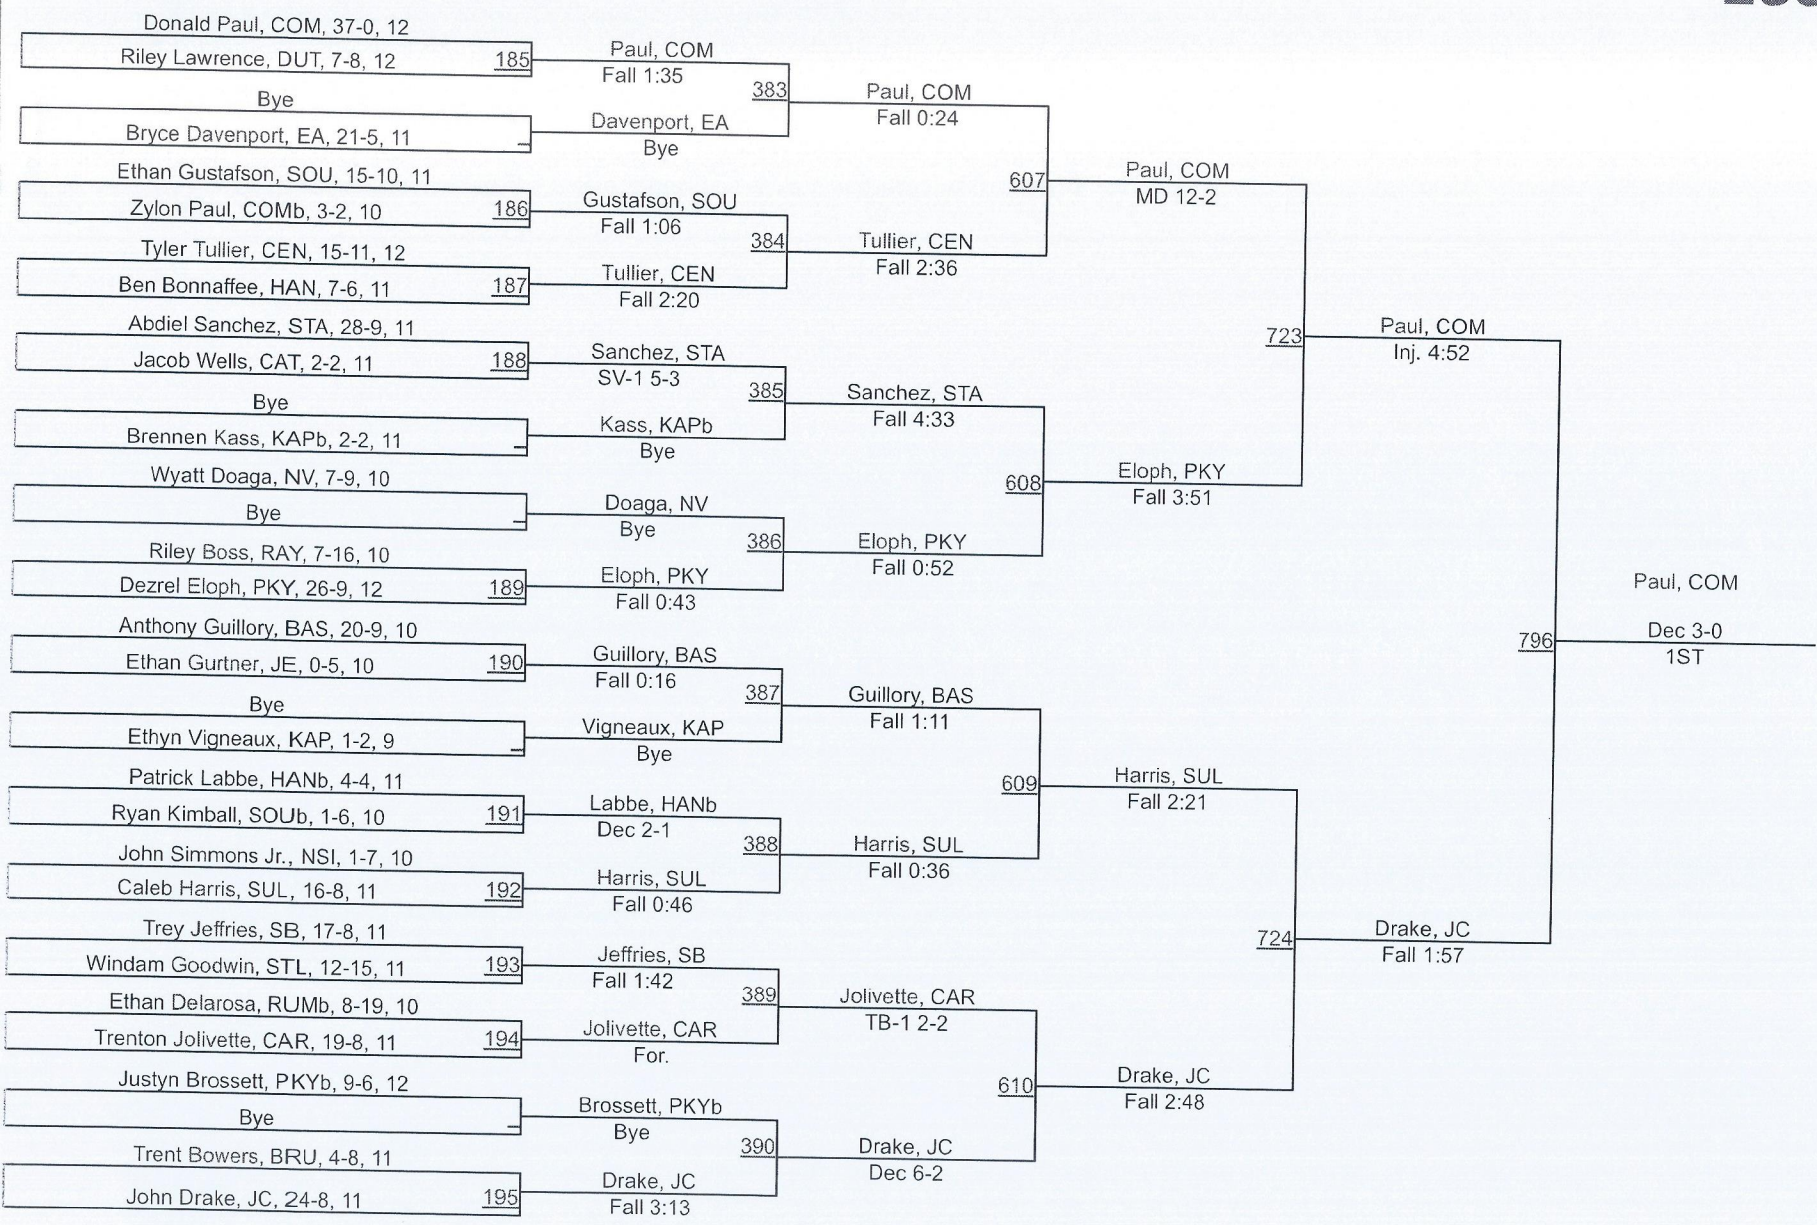 Donald Paul, COM, 37-0, 12
Riley Lawrence, DUT, 7-8, 12
185
Bye
Bryce Davenport, EA, 21-5, 11
Ethan Gustafson, SOU, 15-10, 11
Zylon Paul, COMb, 3-2, 10
186
Tyler Tullier, CEN, 15-11, 12
Ben Bonnaffee, HAN, 7-6, 11
187
Abdiel Sanchez, STA, 28-9, 11
Jacob Wells, CAT, 2-2, 11
188
Bye
Brennen Kass, KAPb, 2-2, 11
Wyatt Doaga, NV, 7-9, 10
Bye
Riley Boss, RAY, 7-16, 10
Dezrel Eloph, PKY, 26-9, 12
189
Anthony Guillory, BAS, 20-9, 10
Ethan Gurtner, JE, 0-5, 10
190
Bye
Ethyn Vigneaux, KAP, 1-2, 9
Patrick Labbe, HANb, 4-4, 11
Ryan Kimball, SOUb, 1-6, 10
191
John Simmons Jr., NSI, 1-7, 10
Caleb Harris, SUL, 16-8, 11
192
Trey Jeffries, SB, 17-8, 11
Windam Goodwin, STL, 12-15, 11
193
Ethan Delarosa, RUMb, 8-19, 10
Trenton Jolivette, CAR, 19-8, 11
194
Justyn Brossett, PKYb, 9-6, 12
Bye
Trent Bowers, BRU, 4-8, 11
John Drake, JC, 24-8, 11
195
Paul, COM
Fall 1:35
383
Davenport, EA
Bye
Gustafson, SOU
Fall 1:06
384
Tullier, CEN
Fall 2:20
Sanchez, STA
SV-1 5-3
385
Kass, KAPb
Bye
Doaga, NV
Bye
386
Eloph, PKY
Fall 0:43
Guillory, BAS
Fall 0:16
387
Vigneaux, KAP
Bye
Labbe, HANb
Dec 2-1
388
Harris, SUL
Fall 0:46
Jeffries, SB
Fall 1:42
389
Jolivette, CAR
For.
Brossett, PKYb
Bye
390
Drake, JC
Fall 3:13
Paul, COM
Fall 0:24
607
Tullier, CEN
Fall 2:36
Sanchez, STA
Fall 4:33
608
Eloph, PKY
Fall 0:52
Guillory, BAS
Fall 1:11
609
Harris, SUL
Fall 0:36
Jolivette, CAR
TB-1 2-2
610
Drake, JC
Dec 6-2
Paul, COM
MD 12-2
723
Eloph, PKY
Fall 3:51
Harris, SUL
Fall 2:21
724
Drake, JC
Fall 2:48
Paul, COM
Inj. 4:52
796
Drake, JC
Fall 1:57
Paul, COM
Dec 3-0
1ST